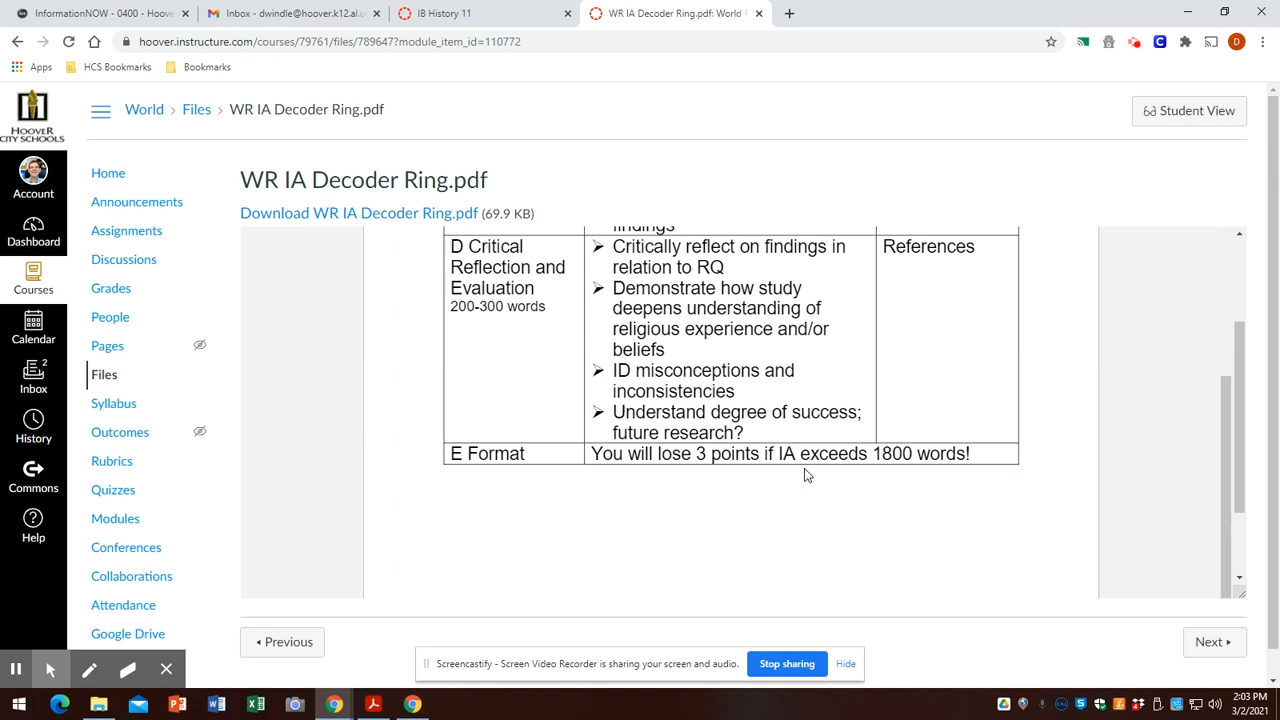 InformationNOW - 0400 - Hoove
Inbox - dwindle@hoover.k12.al.u
IB History 11
WR IA Decoder Ring.pdf: World R
hoover.instructure.com/courses/79761/files/789647?module_item_id=110772
Apps
HCS Bookmarks
Bookmarks
HOOVER
CITY SCHOOLS
Account
Dashboard
Courses
Calendar
2
Inbox
History
Commons
Help
World > Files > WR IA Decoder Ring.pdf
Student View
Home
Announcements
Assignments
Discussions
Grades
People
Pages
Files
Syllabus
Outcomes
Rubrics
Quizzes
Modules
Conferences
Collaborations
Attendance
Google Drive
WR IA Decoder Ring.pdf
Download WR IA Decoder Ring.pdf (69.9 KB)
findings
D Critical
Reflection and
Evaluation
200-300 words
➢ Critically reflect on findings in
relation to RQ
➢ Demonstrate how study
deepens understanding of
religious experience and/or
beliefs
➢ ID misconceptions and
inconsistencies
➢ Understand degree of success;
future research?
References
E Format
You will lose 3 points if IA exceeds 1800 words!
Previous
Next
Screencastify - Screen Video Recorder is sharing your screen and audio.
Stop sharing
Hide
2:03 PM
3/2/2021